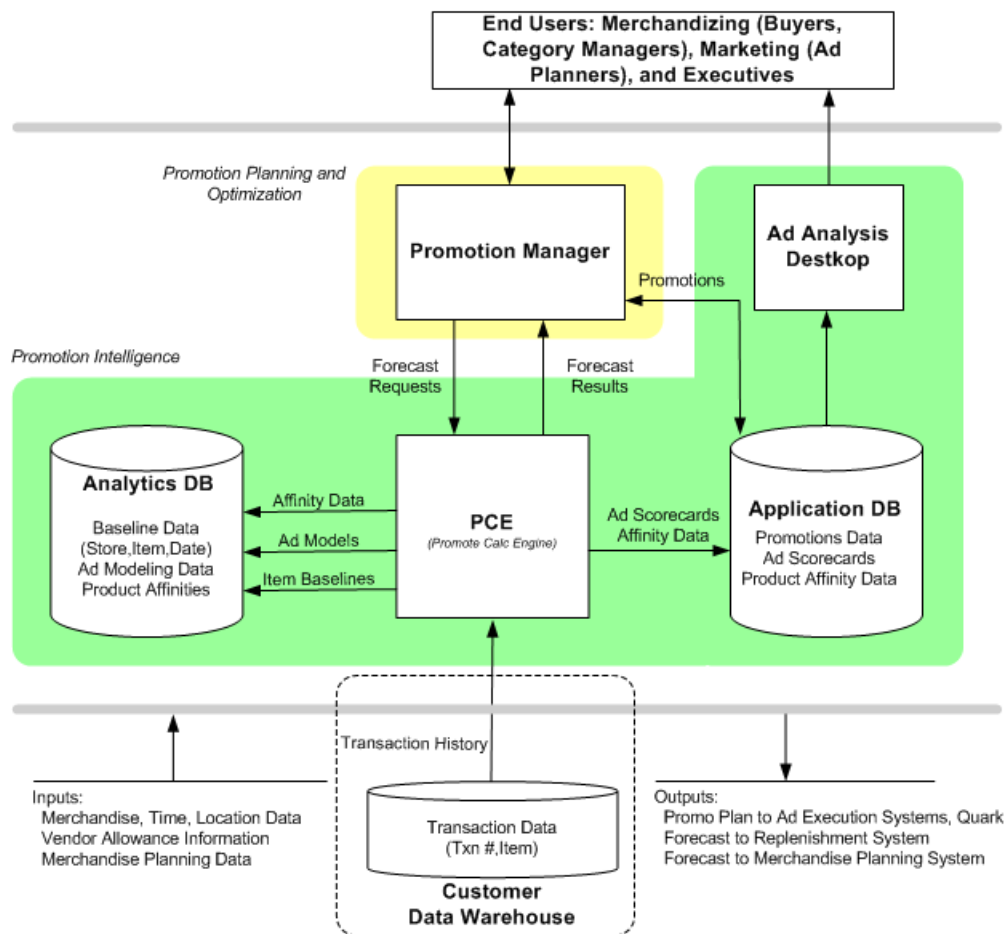 End Users: Merchandizing (Buyers,
Category Managers), Marketing (Ad
Planners), and Executives
Promotion Planning and
Optimization
Promotion Manager
Ad Analysis
Destkop
Promotions
Promotion Intelligence
Forecast
Requests
Forecast
Results
Analytics DB
Baseline Data
(Store,Item,Date)
Ad Modeling Data
Product Affinities
Affinity Data
Ad Models
Item Baselines
PCE
(Promote Calc Engine)
Ad Scorecards
Affinity Data
Application DB
Promotions Data
Ad Scorecards
Product Affinity Data
Transaction History
Inputs:
Merchandise, Time, Location Data
Vendor Allowance Information
Merchandise Planning Data
Transaction Data
(Txn #,Item)
Customer
Data Warehouse
Outputs:
Promo Plan to Ad Execution Systems, Quark
Forecast to Replenishment System
Forecast to Merchandise Planning System